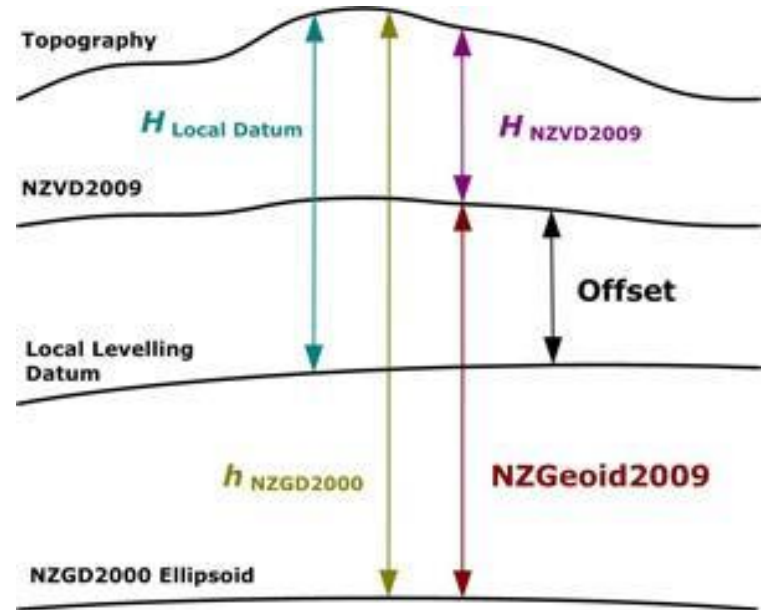 Topography
H Local Datum
H NZVD2009
NZVD2009
Offset
Local Levelling
Datum
h NZGD2000
NZGeoid2009
NZGD2000 Ellipsoid